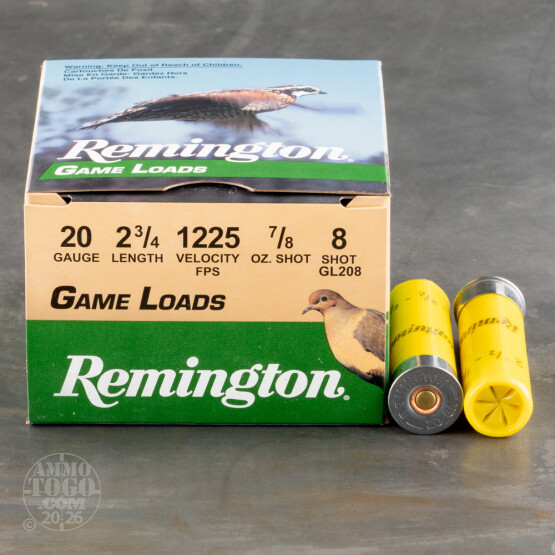 Warning: Keep Out of Reach of Children.
Cartouches De Fusil
Mise En Garde: Gardez Hors
De La Portée Des Enfants.
Remington®
GAME LOADS
20 2 3/4 1225 7/8 8
GAUGE LENGTH VELOCITY OZ. SHOT SHOT
FPS GL208
GAME LOADS
Remington®
Remington
AMMO
TOGO
.COM
© 2026